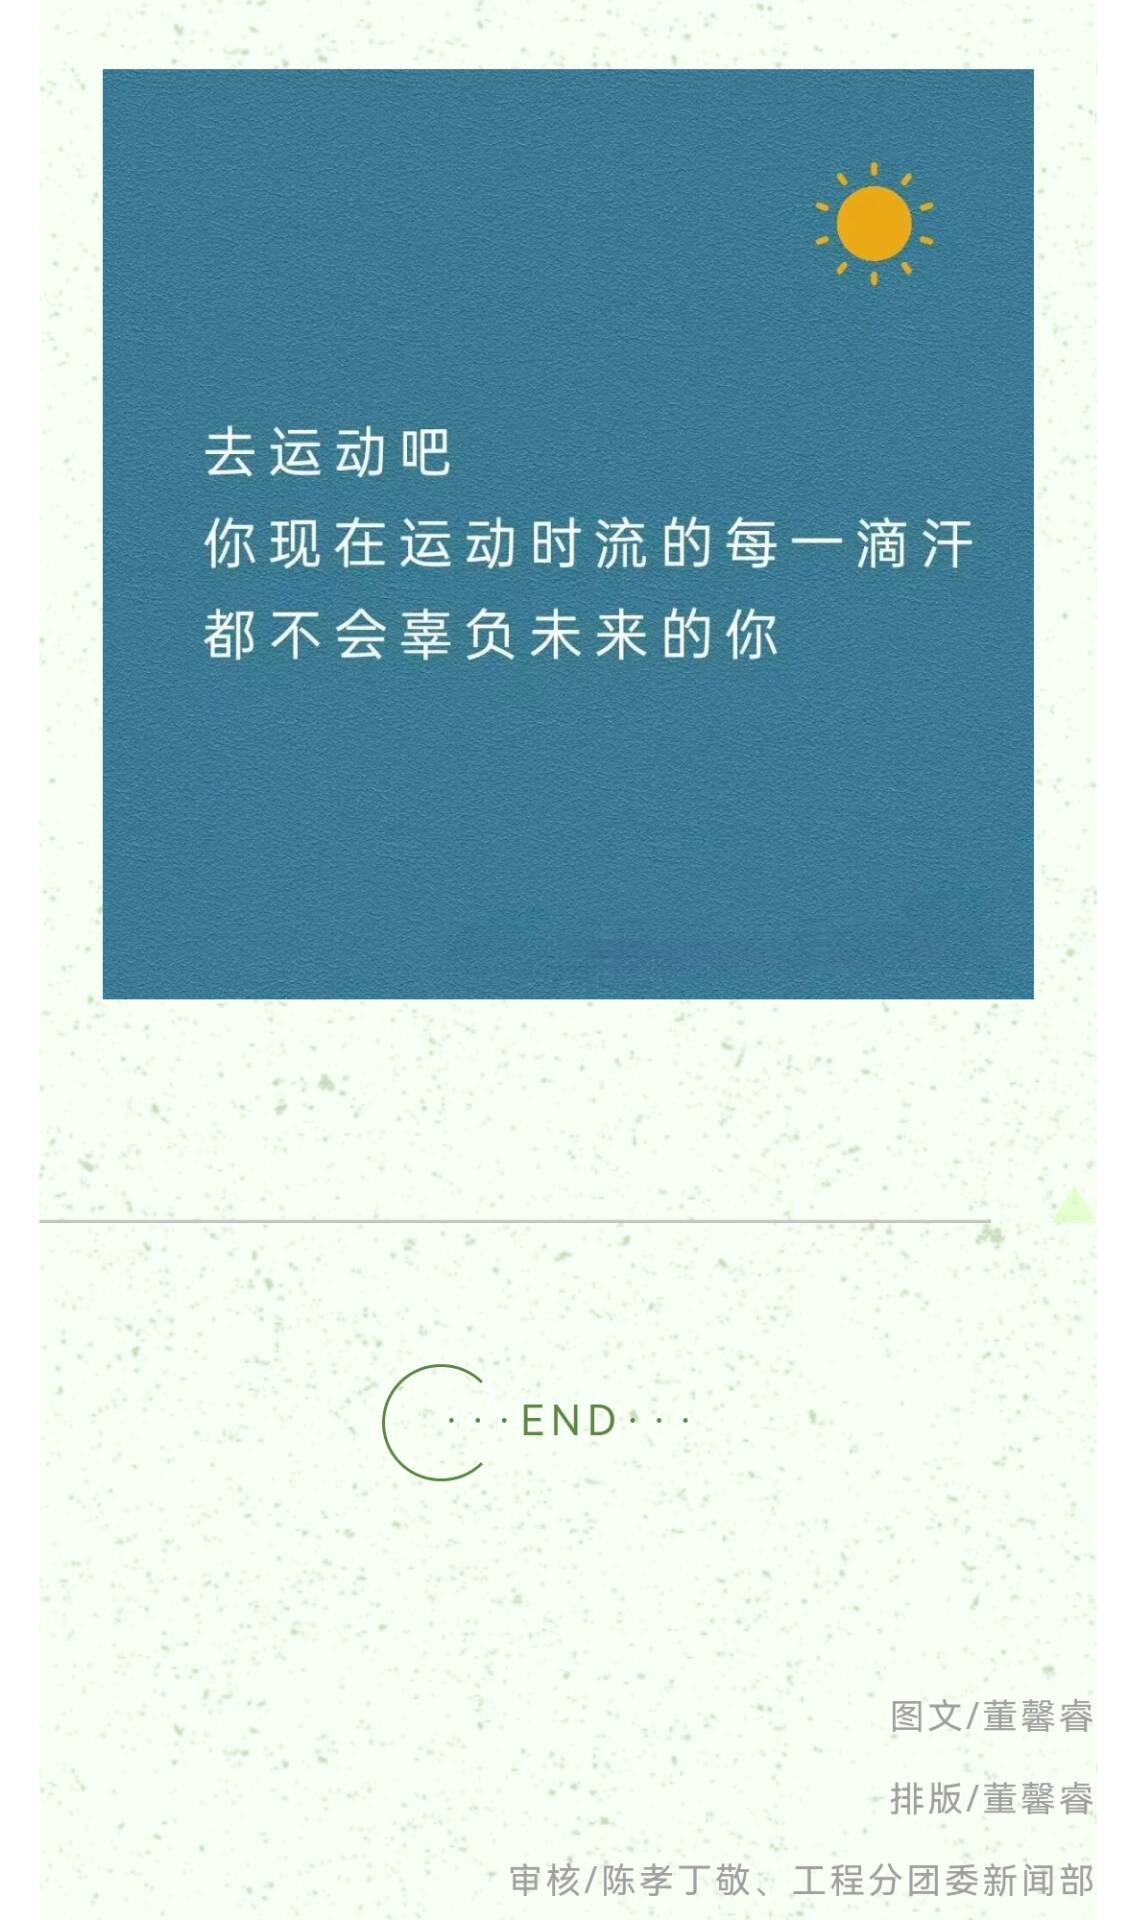 去运动吧
你现在运动时流的每一滴汗
都不会辜负未来的你
···END···
图文/董馨睿
排版/董馨睿
审核/陈孝丁敬、工程分团委新闻部